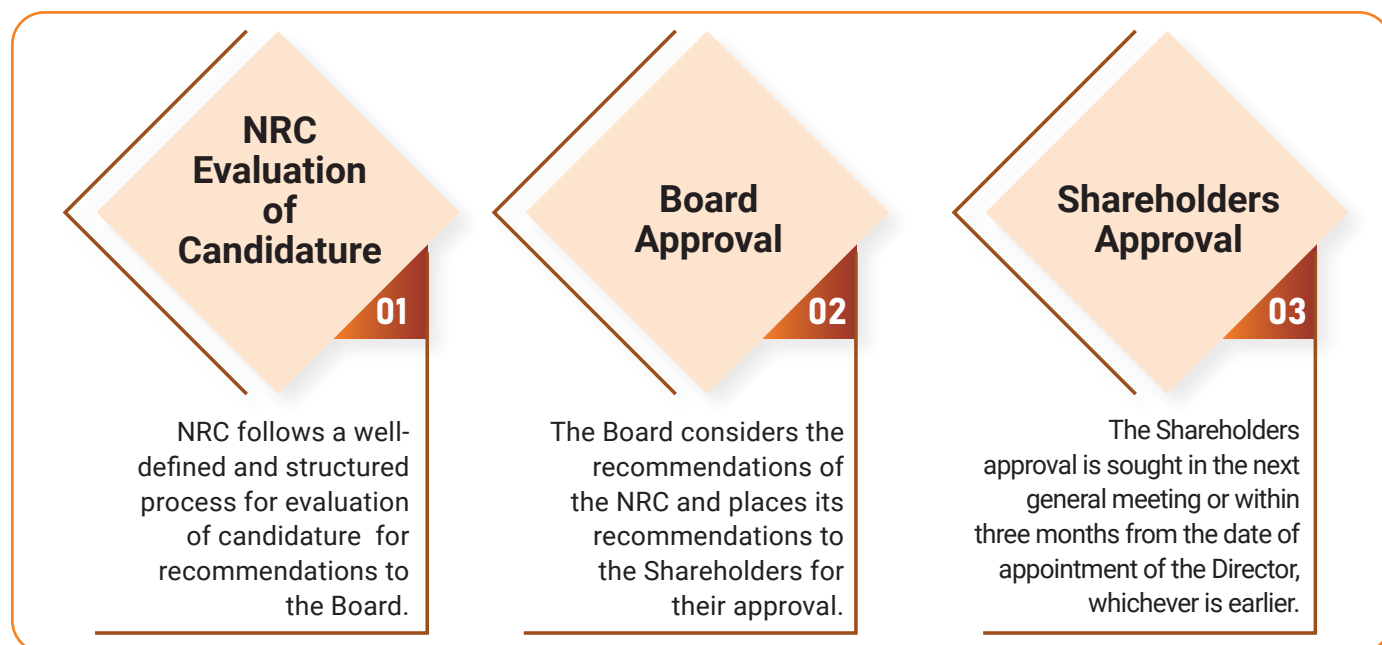 NRC
Evaluation
of
Candidature
01
NRC follows a well-
defined and structured
process for evaluation
of candidature for
recommendations to
the Board.
Board
Approval
02
The Board considers the
recommendations of
the NRC and places its
recommendations to
the Shareholders for
their approval.
Shareholders
Approval
03
The Shareholders
approval is sought in the next
general meeting or within
three months from the date of
appointment of the Director,
whichever is earlier.